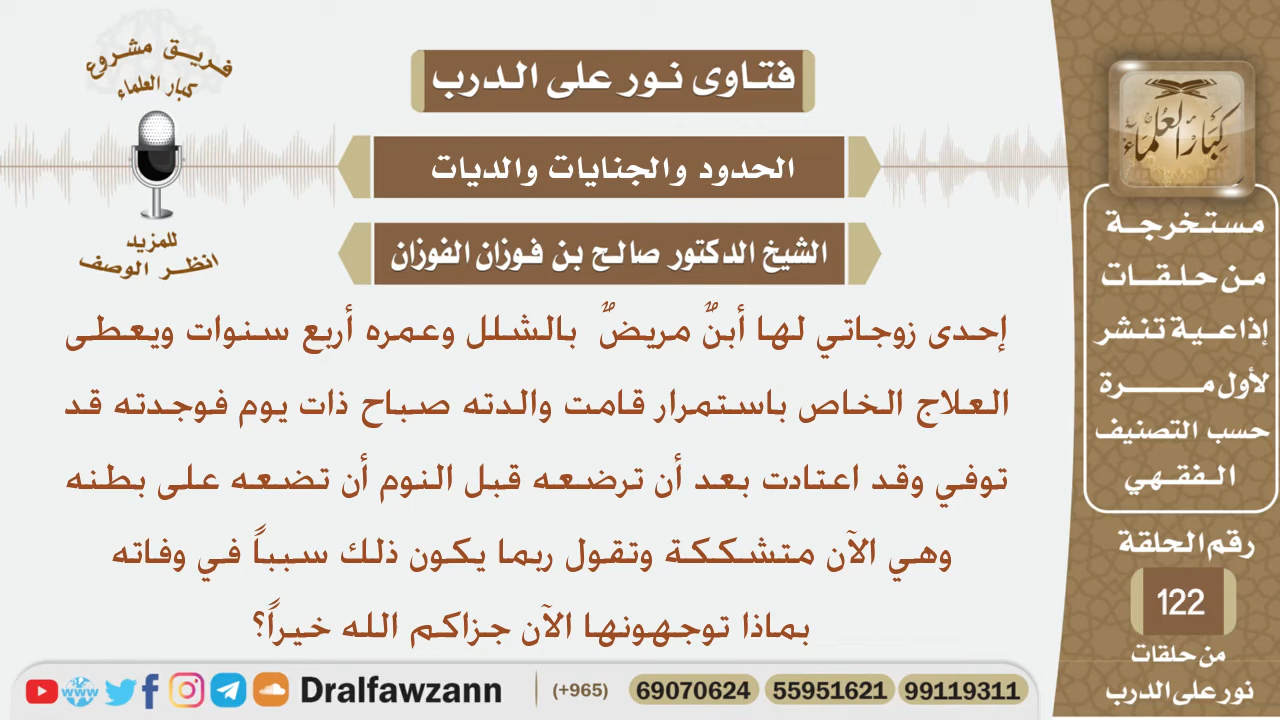 فريق مشروع
كبار العلماء
للمزيد
انظر الوصف
فتاوى نور على الدرب
الحدود والجنايات والديات
الشيخ الدكتور صالح بن فوزان الفوزان
إحدى زوجاتي لها أبنٌ مريضٌ بالشلل وعمره أربع سنوات ويعطى
العلاج الخاص باستمرار قامت والدته صباح ذات يوم فوجدته قد
توفي وقد اعتادت بعد أن ترضعه قبل النوم أن تضعه على بطنه
وهي الآن متشككة وتقول ربما يكون ذلك سبباً في وفاته
بماذا توجهونها الآن جزاكم الله خيراً؟
كبار العلماء
مستخرجة
من حلقات
إذاعية تنشر
لأول مرة
حسب التصنيف
الفقهي
رقم الحلقة
122
من حلقات
نور على الدرب
www
Dralfawzann
(+965)
69070624
55951621
99119311